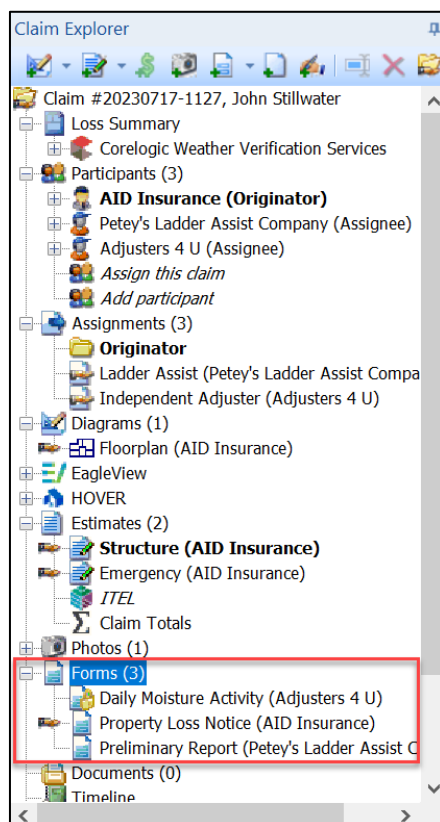 Claim Explorer
Claim #20230717-1127, John Stillwater
Loss Summary
Corelogic Weather Verification Services
Participants (3)
AID Insurance (Originator)
Petey's Ladder Assist Company (Assignee)
Adjusters 4 U (Assignee)
Assign this claim
Add participant
Assignments (3)
Originator
Ladder Assist (Petey's Ladder Assist Compa
Independent Adjuster (Adjusters 4 U)
Diagrams (1)
Floorplan (AID Insurance)
EagleView
HOVER
Estimates (2)
Structure (AID Insurance)
Emergency (AID Insurance)
ITEL
Claim Totals
Photos (1)
Forms (3)
Daily Moisture Activity (Adjusters 4 U)
Property Loss Notice (AID Insurance)
Preliminary Report (Petey's Ladder Assist C
Documents (0)
Timeline